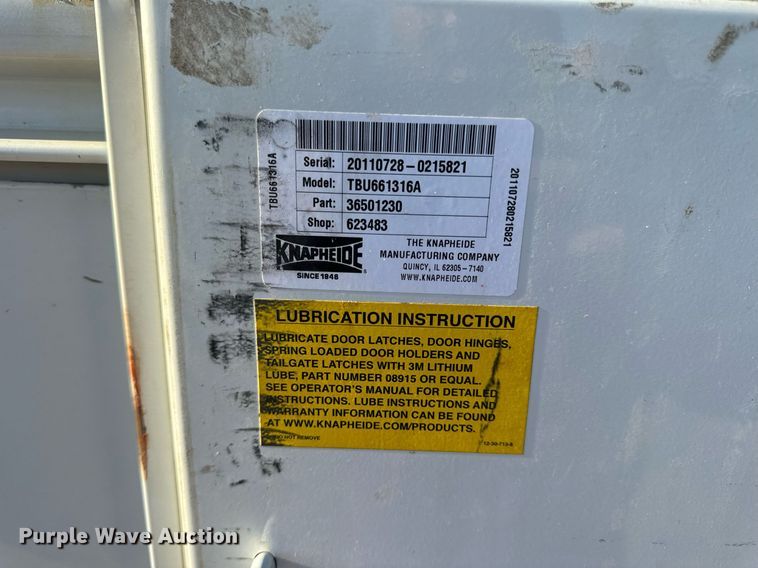 Serial: 20110728-0215821
Model: TBU661316A
Part: 36501230
Shop: 623483
TBU661316A
201107280215821
KNAPHEIDE
SINCE 1848
THE KNAPHEIDE
MANUFACTURING COMPANY
QUINCY, IL 62305-7140
WWW.KNAPHEIDE.COM
LUBRICATION INSTRUCTION
LUBRICATE DOOR LATCHES, DOOR HINGES,
SPRING LOADED DOOR HOLDERS AND
TAILGATE LATCHES WITH 3M LITHIUM
LUBE, PART NUMBER 08915 OR EQUAL.
SEE OPERATOR'S MANUAL FOR DETAILED
INSTRUCTIONS. LUBE INSTRUCTIONS AND
WARRANTY INFORMATION CAN BE FOUND
AT WWW.KNAPHEIDE.COM/PRODUCTS.
DO NOT REMOVE
Purple Wave Auction